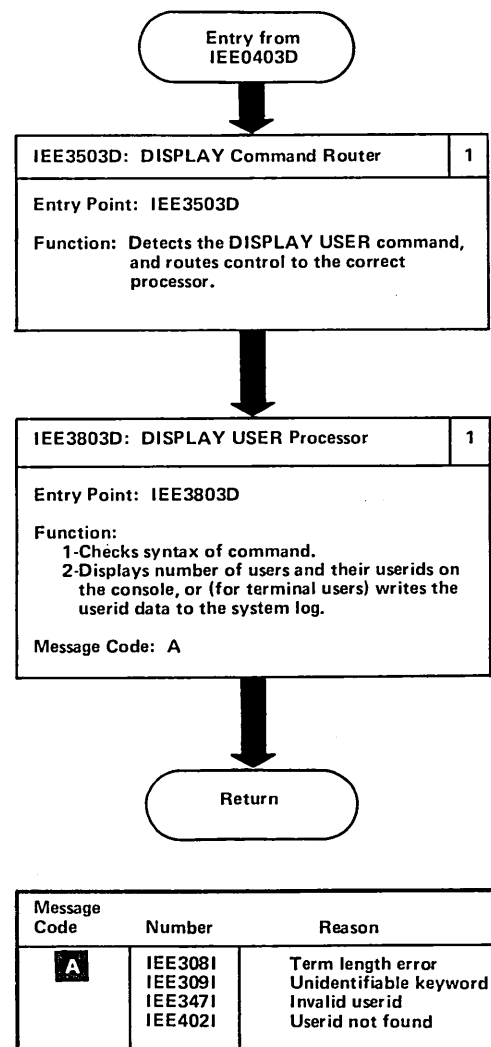 Entry from
IEE0403D
IEE3503D: DISPLAY Command Router 1
Entry Point: IEE3503D
Function: Detects the DISPLAY USER command,
and routes control to the correct
processor.
IEE3803D: DISPLAY USER Processor 1
Entry Point: IEE3803D
Function:
1-Checks syntax of command.
2-Displays number of users and their userids on
the console, or (for terminal users) writes the
userid data to the system log.
Message Code: A
Return
Message
Code Number Reason
A IEE308I Term length error
IEE309I Unidentifiable keyword
IEE347I Invalid userid
IEE402I Userid not found